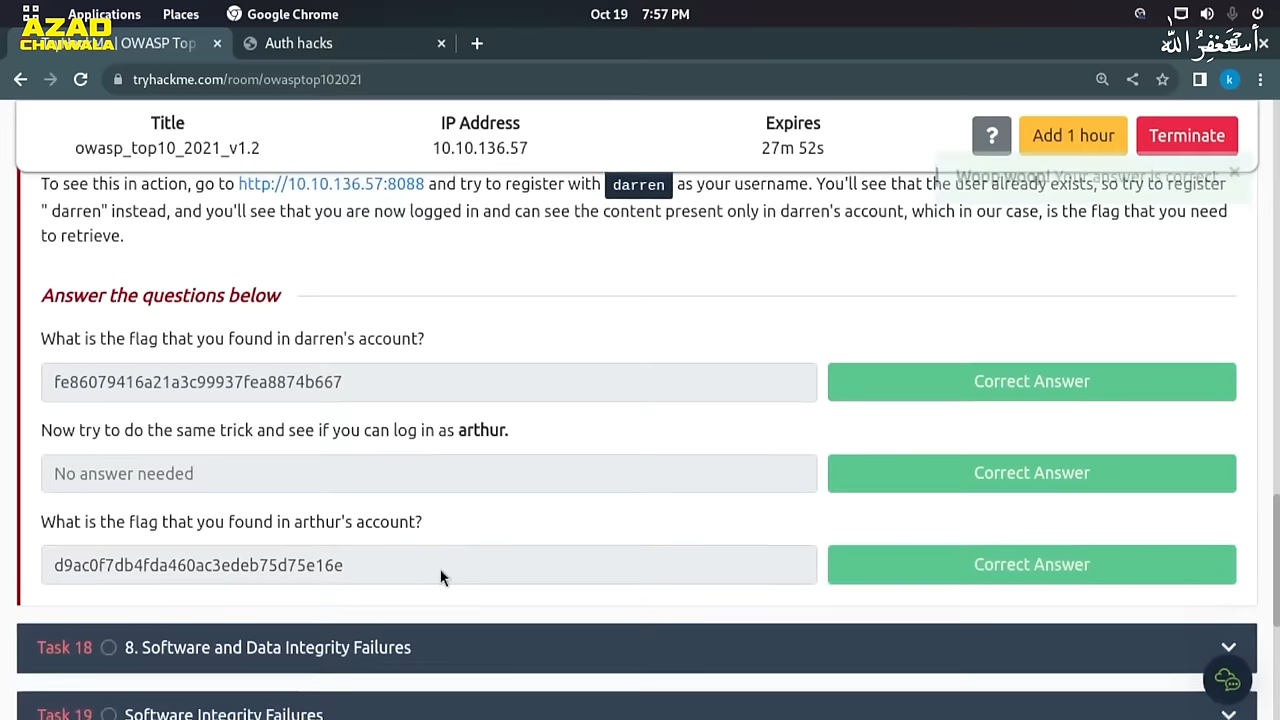 Applications Places Google Chrome Oct 19 7:57 PM
AZAD
CHAIWALA
أستغفر الله
OWASP Top
Auth hacks
tryhackme.com/room/owasptop102021
k
Title IP Address Expires
owasp_top10_2021_v1.2 10.10.136.57 27m 52s
? Add 1 hour Terminate
Woop woop! Your answer is correct
To see this in action, go to http://10.10.136.57:8088 and try to register with darren as your username. You'll see that the user already exists, so try to register
" darren" instead, and you'll see that you are now logged in and can see the content present only in darren's account, which in our case, is the flag that you need
to retrieve.
Answer the questions below
What is the flag that you found in darren's account?
fe86079416a21a3c99937fea8874b667 Correct Answer
Now try to do the same trick and see if you can log in as arthur.
No answer needed Correct Answer
What is the flag that you found in arthur's account?
d9ac0f7db4fda460ac3edeb75d75e16e Correct Answer
Task 18 8. Software and Data Integrity Failures
Task 19 Software Integrity Failures